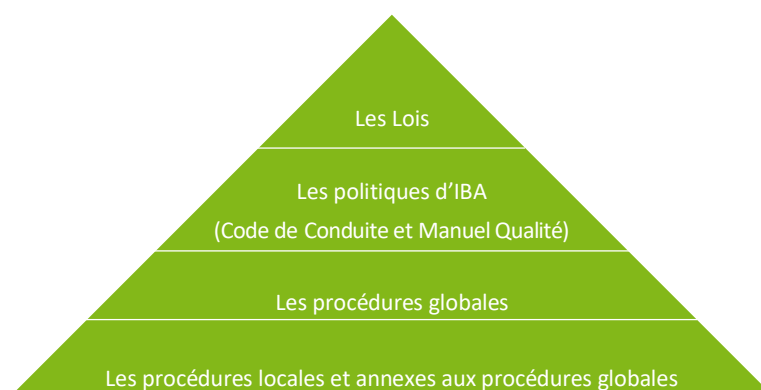 Les Lois
Les politiques d’IBA
(Code de Conduite et Manuel Qualité)
Les procédures globales
Les procédures locales et annexes aux procédures globales